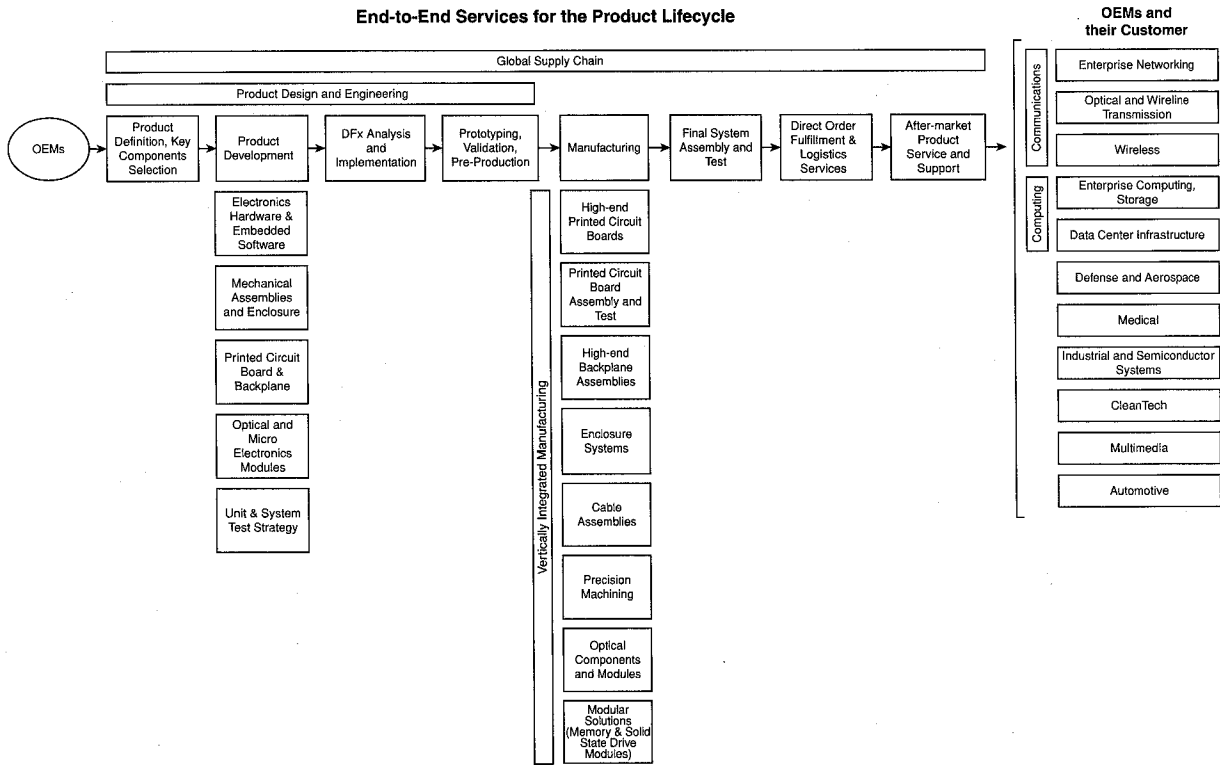 End-to-End Services for the Product Lifecycle
OEMs and
their Customer
Global Supply Chain
Product Design and Engineering
OEMs
Product
Definition, Key
Components
Selection
Product
Development
DFx Analysis
and
Implementation
Prototyping,
Validation,
Pre-Production
Manufacturing
Final System
Assembly and
Test
Direct Order
Fulfillment &
Logistics
Services
After-market
Product
Service and
Support
Electronics
Hardware &
Embedded
Software
Mechanical
Assemblies
and Enclosure
Printed Circuit
Board &
Backplane
Optical and
Micro
Electronics
Modules
Unit & System
Test Strategy
Vertically Integrated Manufacturing
High-end
Printed Circuit
Boards
Printed Circuit
Board
Assembly and
Test
High-end
Backplane
Assemblies
Enclosure
Systems
Cable
Assemblies
Precision
Machining
Optical
Components
and Modules
Modular
Solutions
(Memory & Solid
State Drive
Modules)
Communications
Enterprise Networking
Optical and Wireline
Transmission
Wireless
Computing
Enterprise Computing,
Storage
Data Center Infrastructure
Defense and Aerospace
Medical
Industrial and Semiconductor
Systems
CleanTech
Multimedia
Automotive